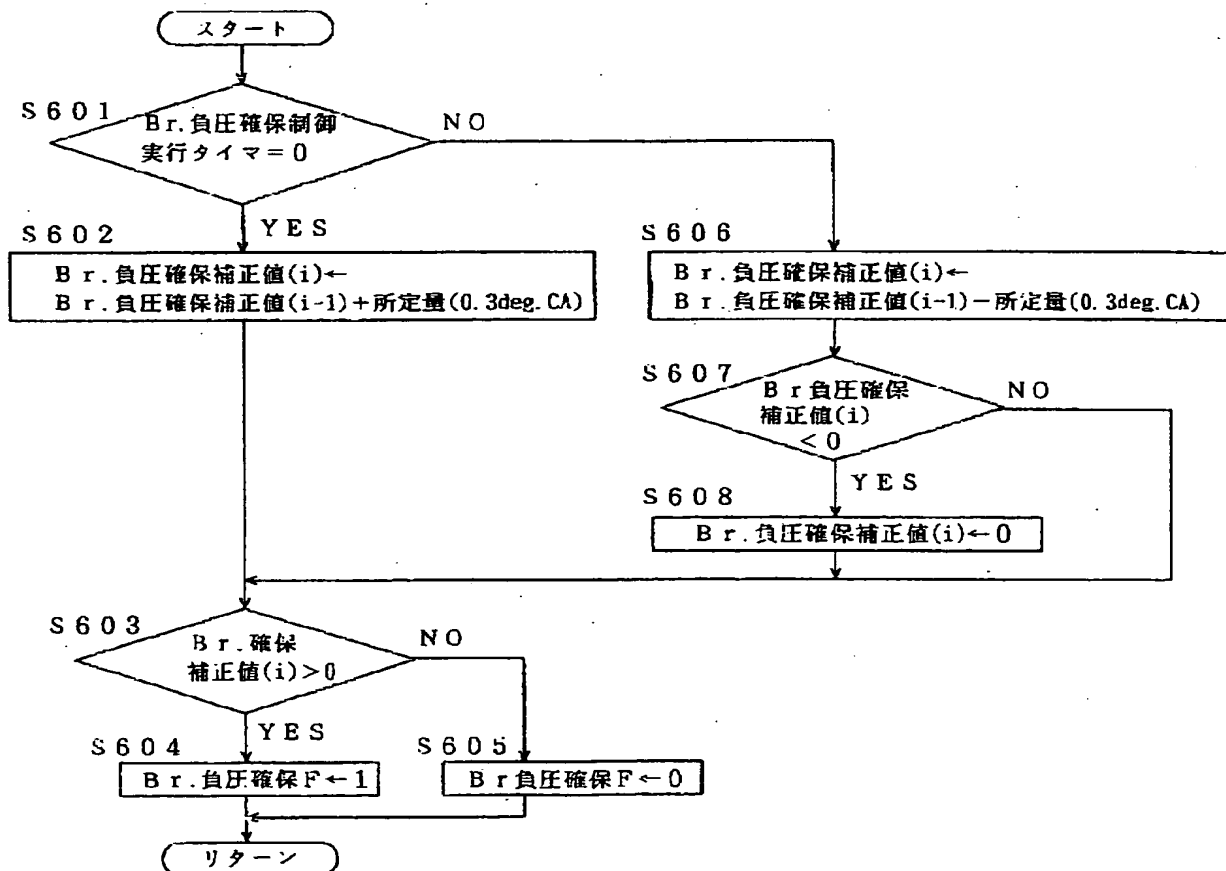 スタート
S601
Br.負圧確保制御
実行タイマ=0
NO
YES
S602
Br.負圧確保補正値(i)←
Br.負圧確保補正値(i-1)+所定量(0.3deg.CA)
S606
Br.負圧確保補正値(i)←
Br.負圧確保補正値(i-1)-所定量(0.3deg.CA)
S607
Br負圧確保
補正値(i)
<0
NO
YES
S608
Br.負圧確保補正値(i)←0
S603
Br.確保
補正値(i)>0
NO
YES
S604
Br.負圧確保F←1
S605
Br負圧確保F←0
リターン